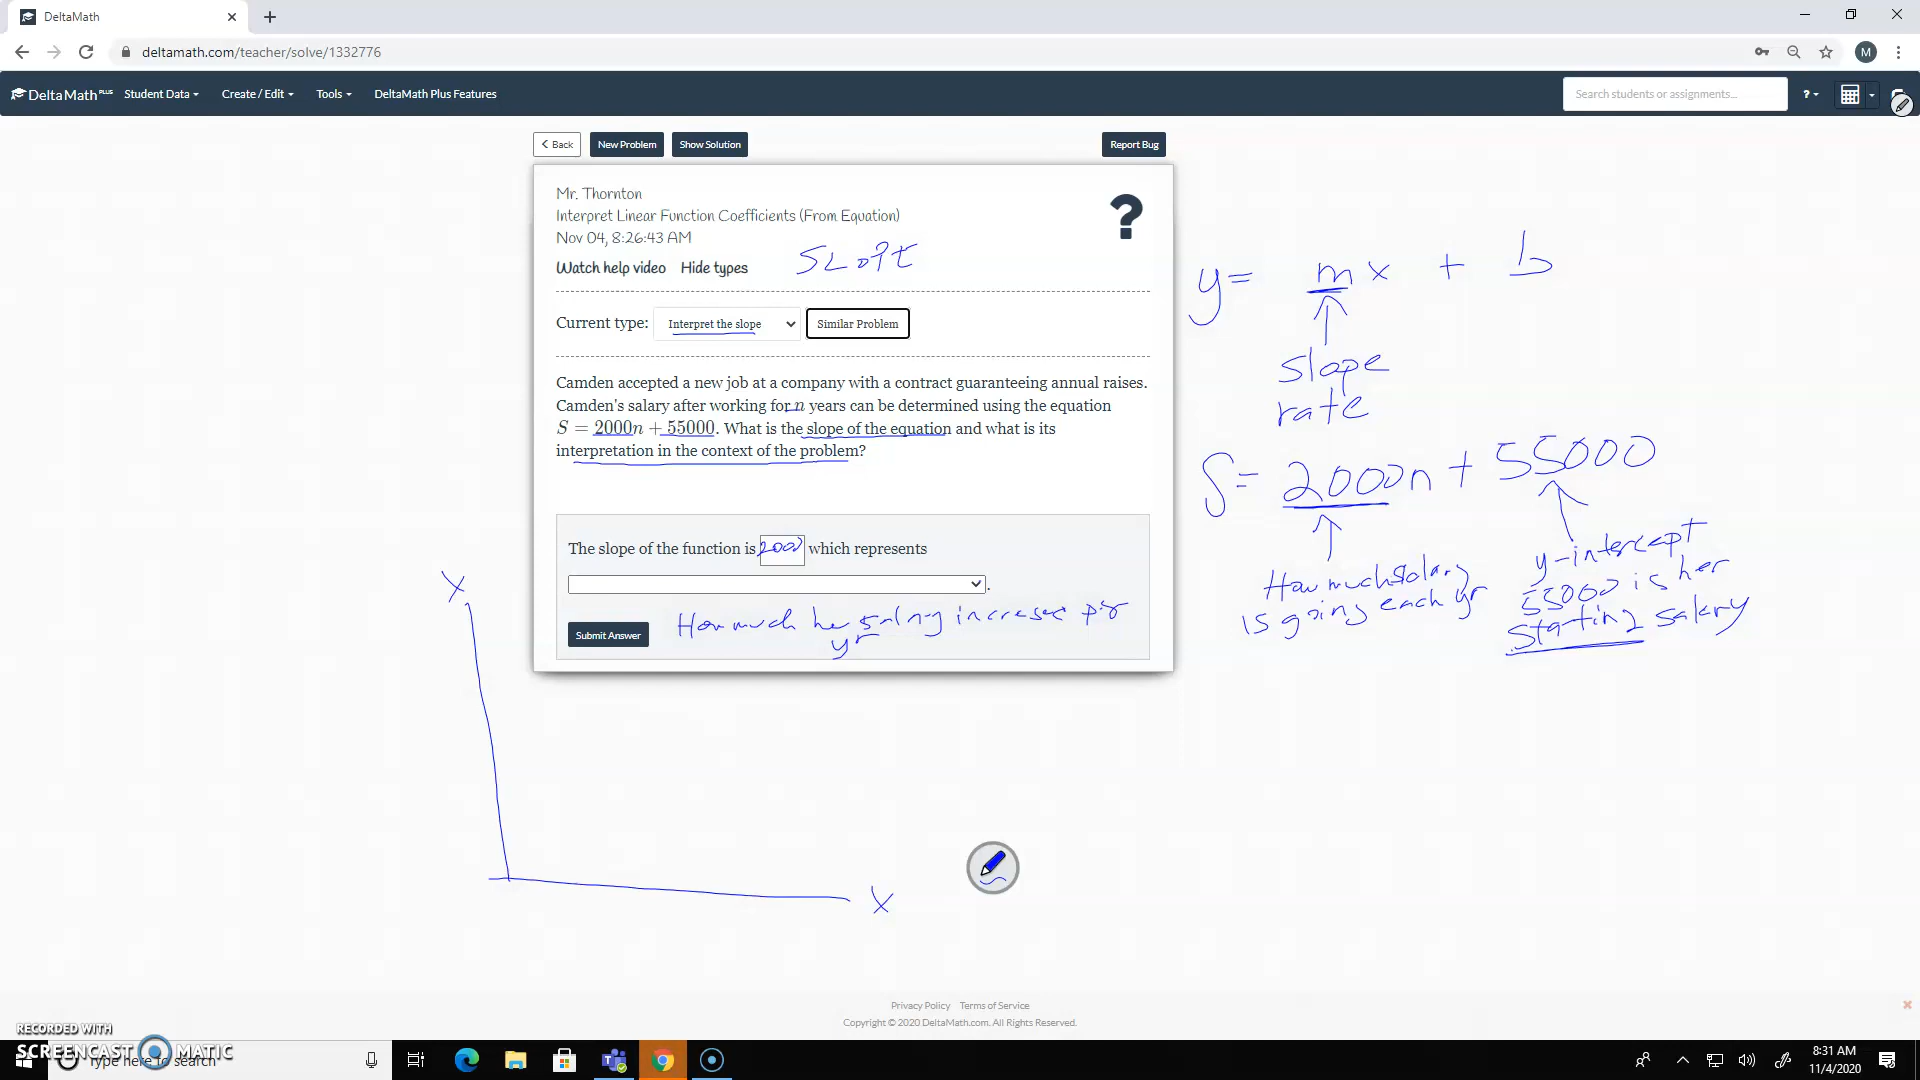 DeltaMath
deltamath.com/teacher/solve/1332776
M
DeltaMath PLUS Student Data Create / Edit Tools DeltaMath Plus Features Search students or assignments... ?
Back New Problem Show Solution Report Bug
Mr. Thornton
Interpret Linear Function Coefficients (From Equation)
Nov 04, 8:26:43 AM
Watch help video Hide types
SLOPE
Current type: Interpret the slope Similar Problem
Camden accepted a new job at a company with a contract guaranteeing annual raises.
Camden's salary after working for n years can be determined using the equation
S = 2000n + 55000. What is the slope of the equation and what is its
interpretation in the context of the problem?
The slope of the function is 2000 which represents
.
Submit Answer
How much her salary increases per
yr
y = mx + b
slope
rate
S = 2000n + 55000
How much salary
is going each yr
y-intercept
55000 is her
starting salary
X
X
Privacy Policy Terms of Service
Copyright © 2020 DeltaMath.com. All Rights Reserved.
RECORDED WITH
SCREENCAST MATIC
Type here to search
8:31 AM
11/4/2020